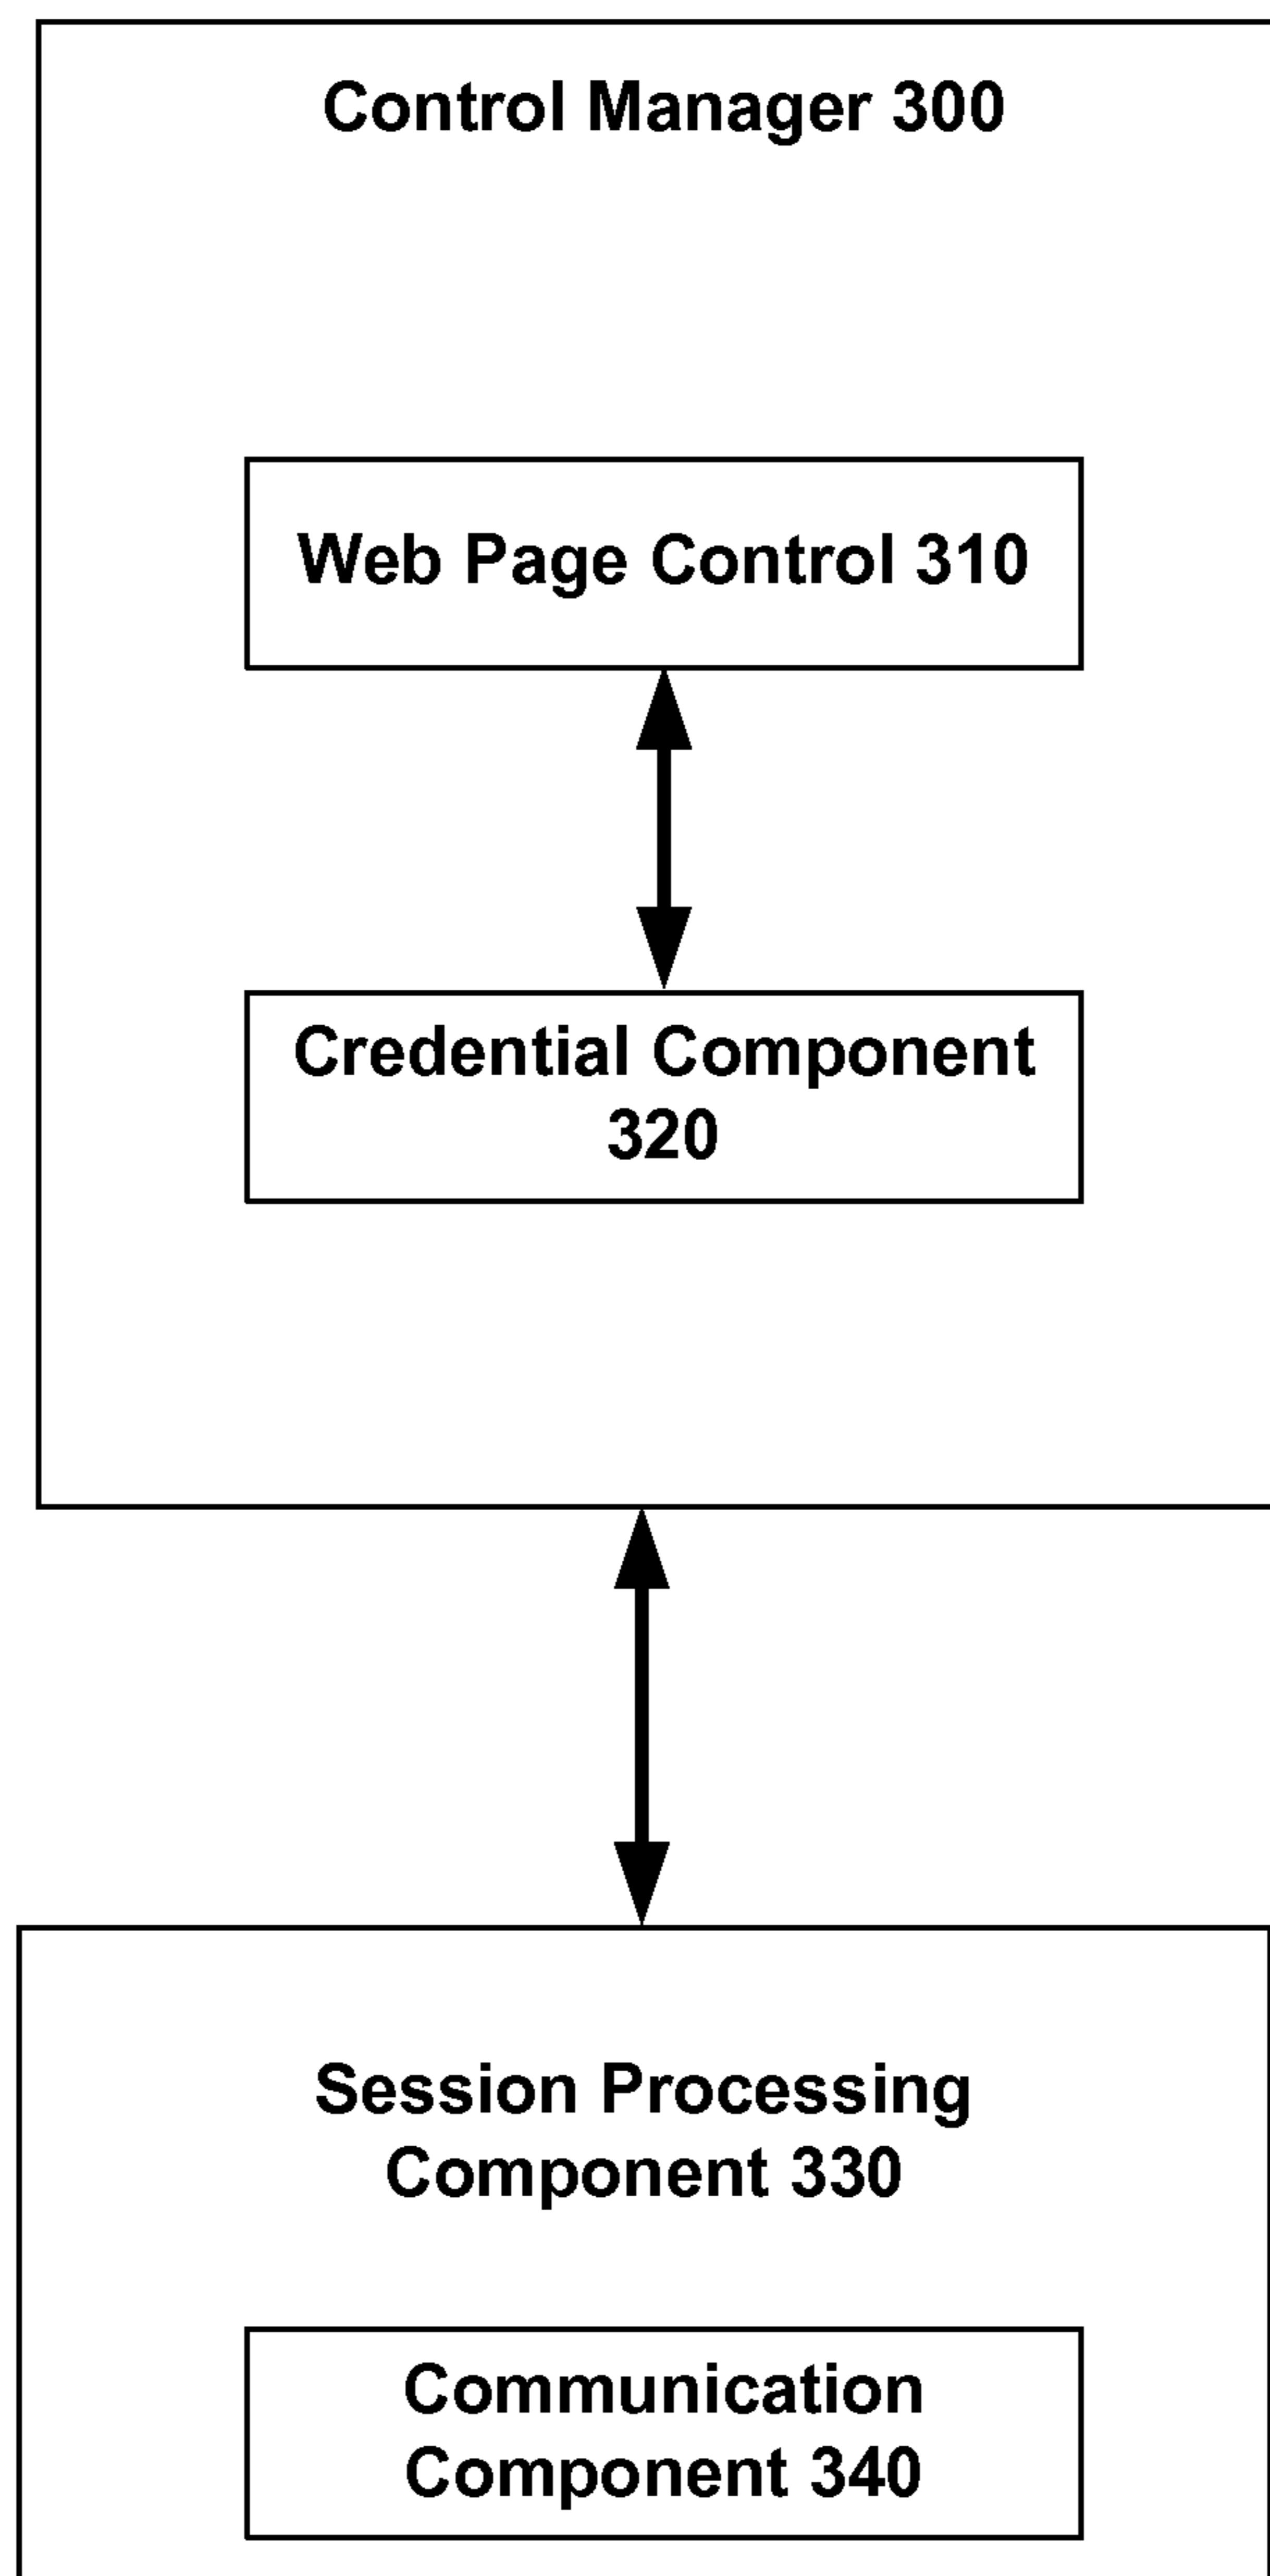 Control Manager 300
Web Page Control 310
Credential Component
320
Session Processing
Component 330
Communication
Component 340